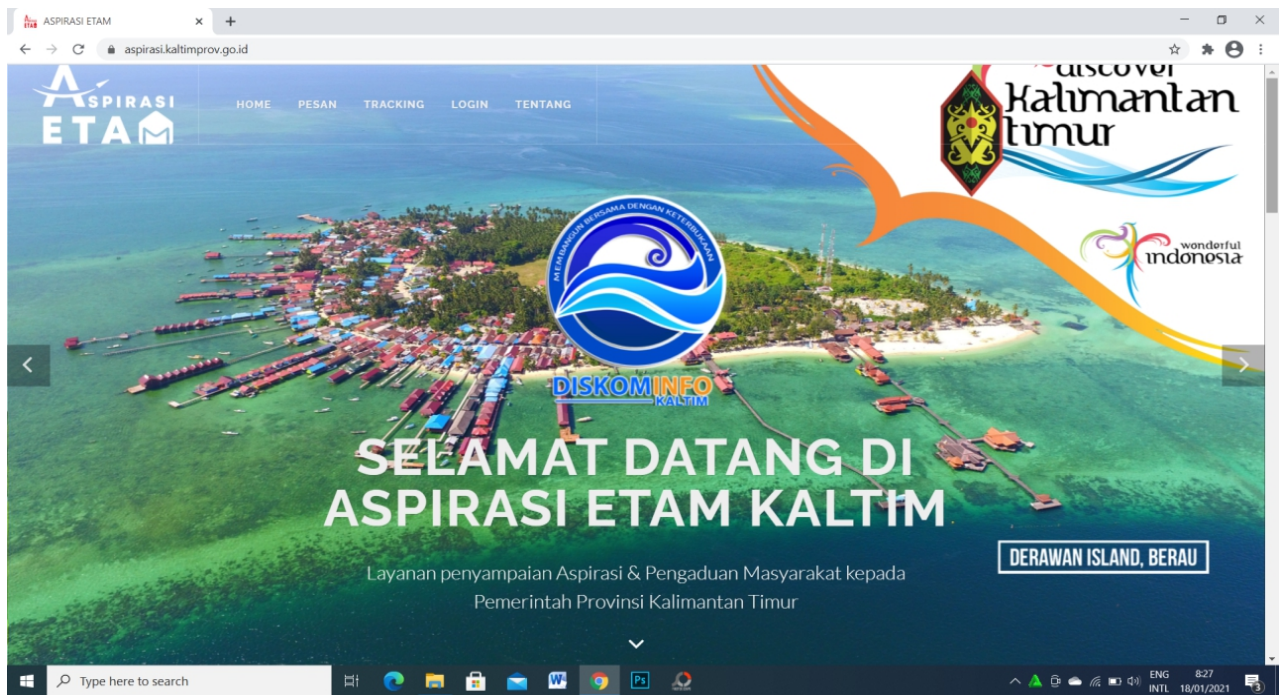 ASPIRASI ETAM
aspirasi.kaltimprov.go.id
ASPIRASI
ETAM
HOME PESAN TRACKING LOGIN TENTANG
discover
Kalimantan
timur
wonderful
indonesia
MEMBANGUN BERSAMA DENGAN KETERBUKAAN
DISKOMINFO
KALTIM
SELAMAT DATANG DI
ASPIRASI ETAM KALTIM
DERAWAN ISLAND, BERAU
Layanan penyampaian Aspirasi & Pengaduan Masyarakat kepada
Pemerintah Provinsi Kalimantan Timur
Type here to search
ENG 8:27
INTL 18/01/2021